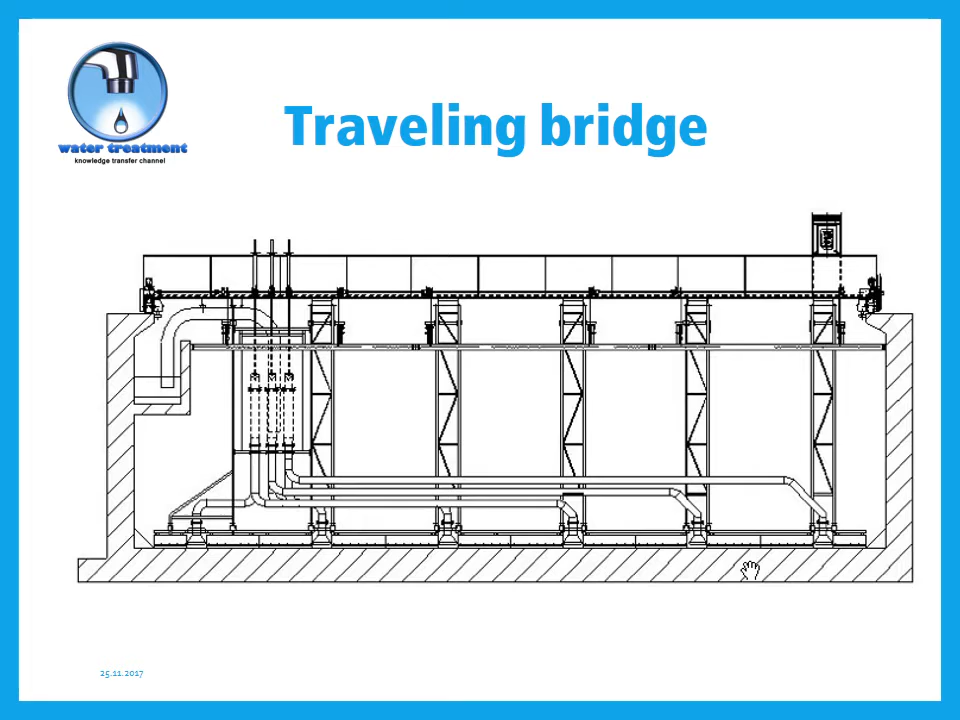 Traveling bridge
water treatment
knowledge transfer channel
25.11.2017